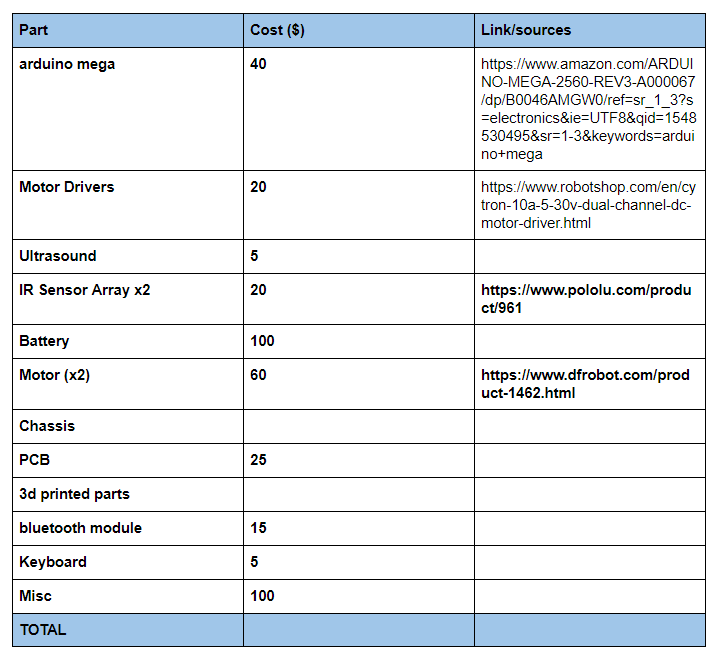 Part Cost ($) Link/sources
arduino mega 40 https://www.amazon.com/ARDUI
NO-MEGA-2560-REV3-A000067
/dp/B0046AMGW0/ref=sr_1_3?s
=electronics&ie=UTF8&qid=1548
530495&sr=1-3&keywords=ardui
no+mega
Motor Drivers 20 https://www.robotshop.com/en/cy
tron-10a-5-30v-dual-channel-dc-
motor-driver.html
Ultrasound 5
IR Sensor Array x2 20 https://www.pololu.com/produ
ct/961
Battery 100
Motor (x2) 60 https://www.dfrobot.com/prod
uct-1462.html
Chassis
PCB 25
3d printed parts
bluetooth module 15
Keyboard 5
Misc 100
TOTAL